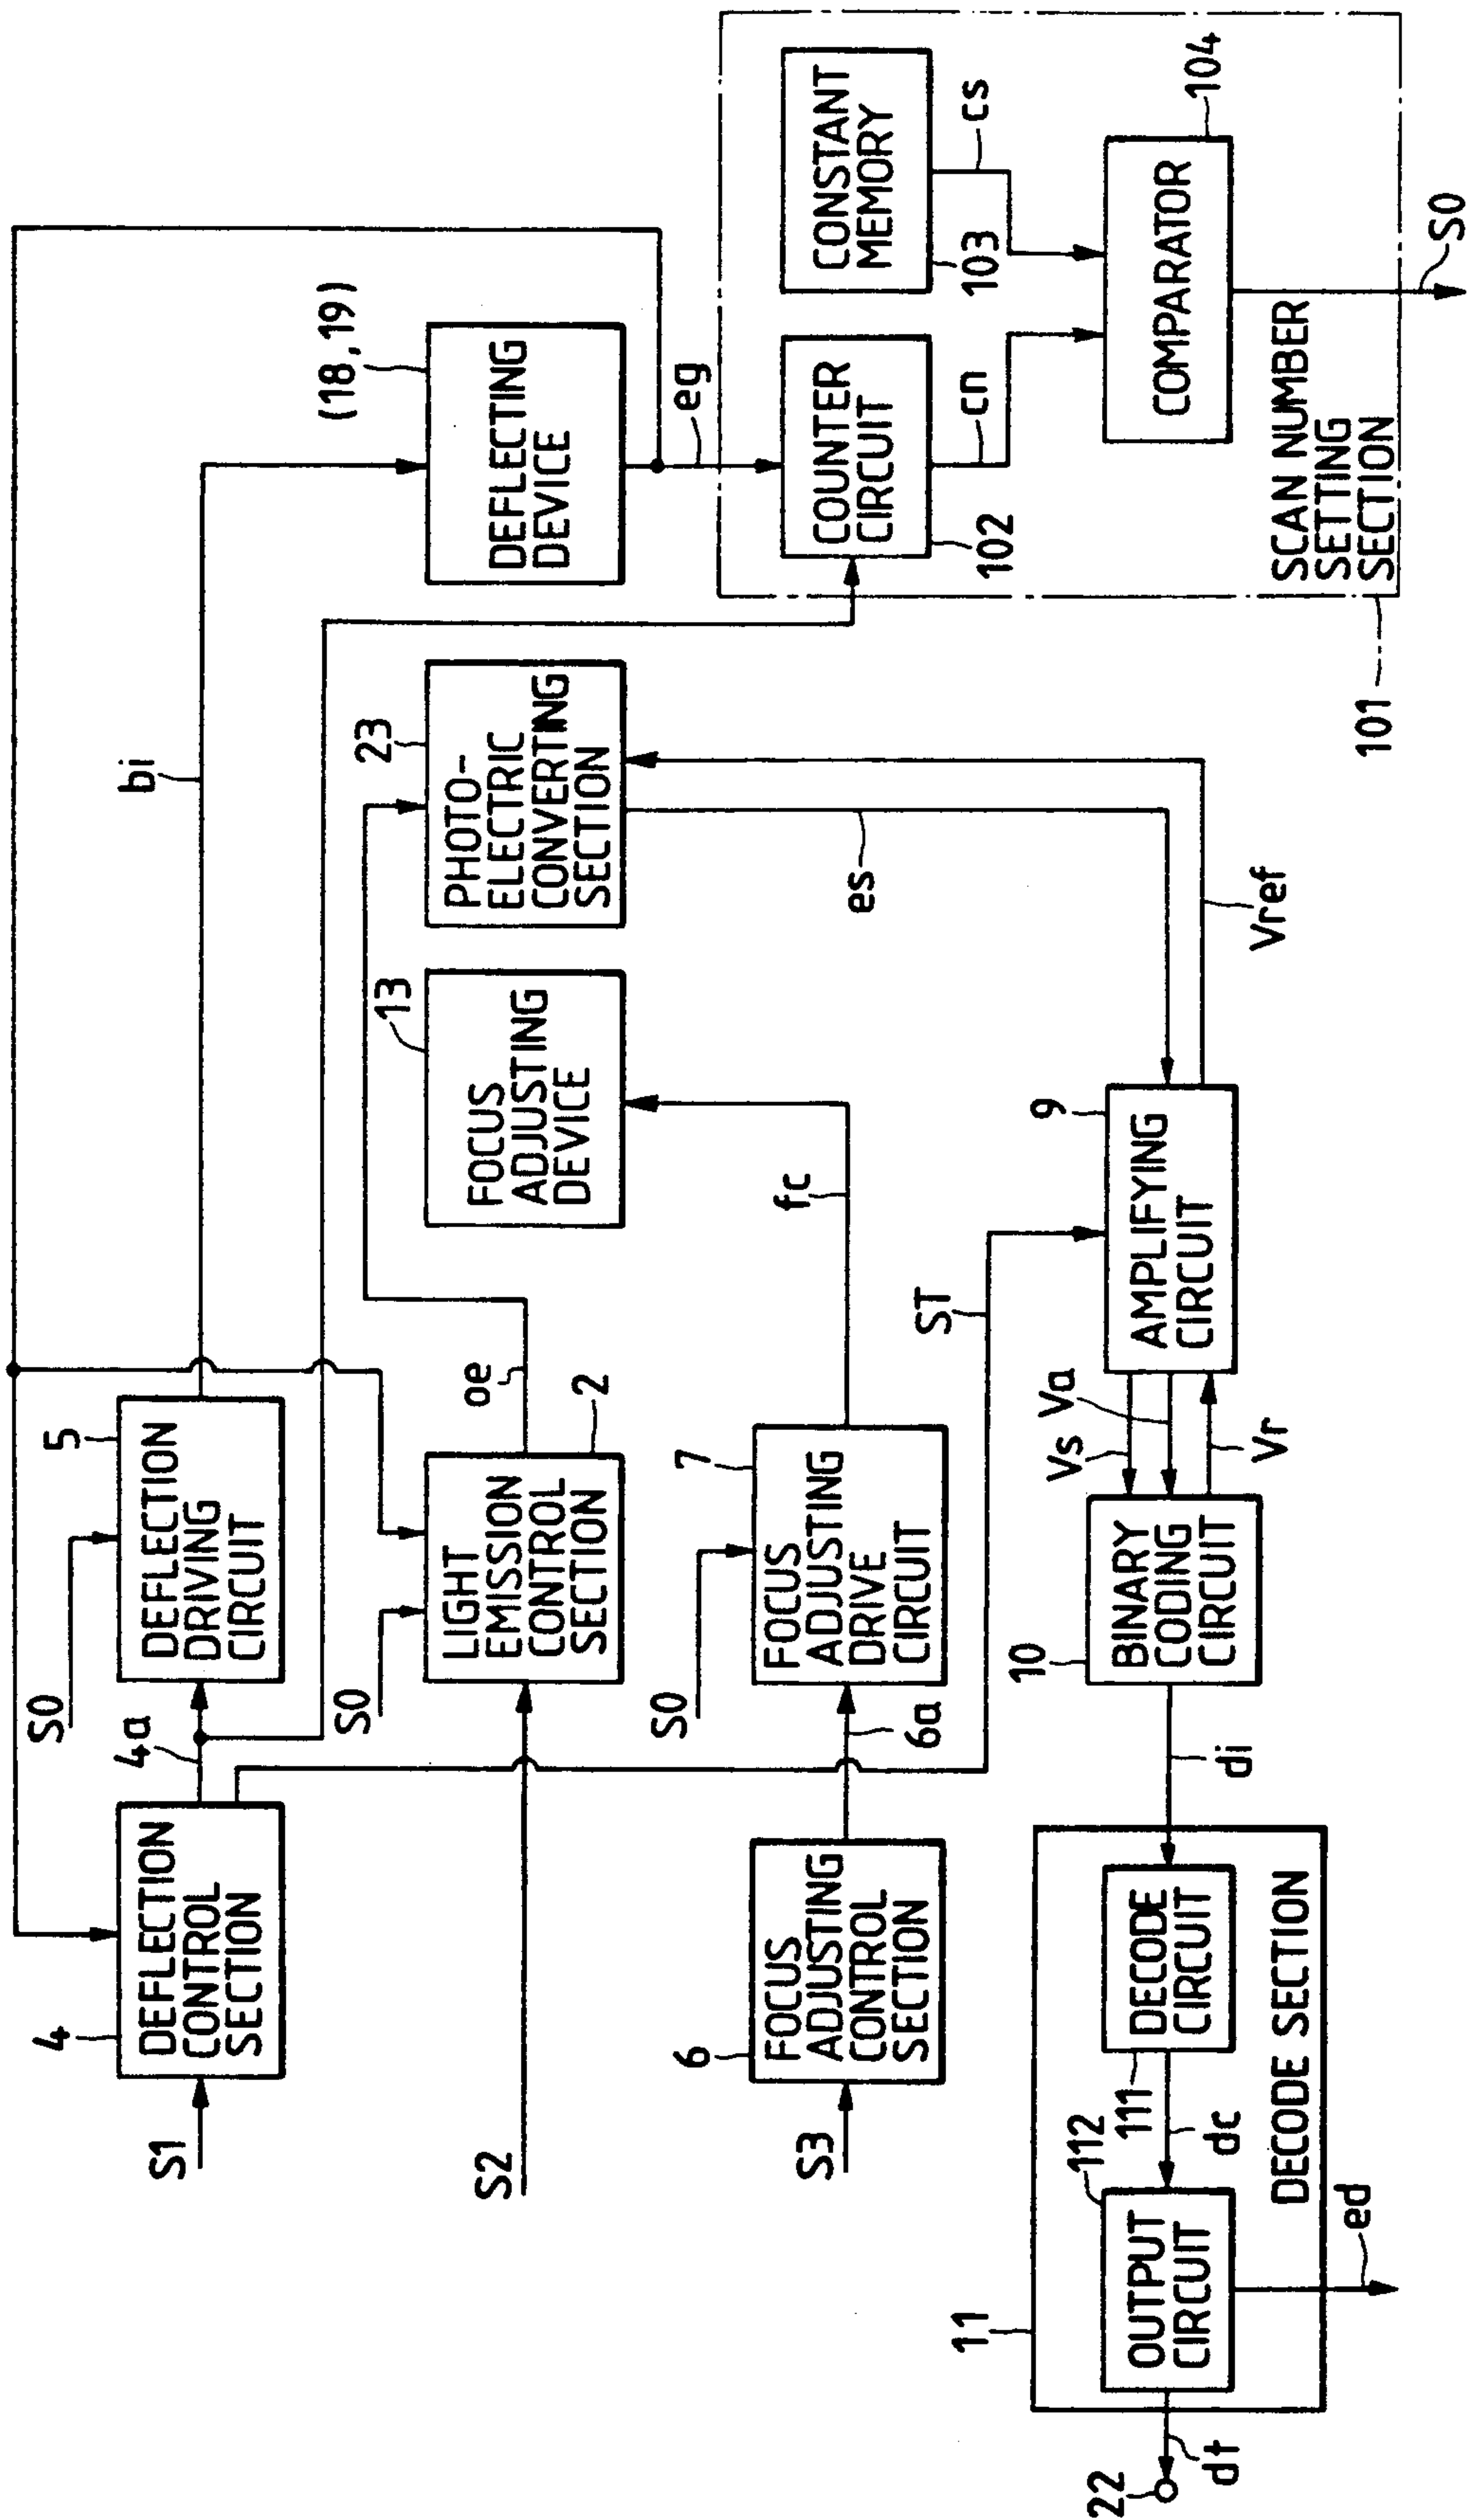 S1
4
DEFLECTION
CONTROL
SECTION
4a
S0
5
DEFLECTION
DRIVING
CIRCUIT
bi
(18,19)
DEFLECTING
DEVICE
eg
S2
S0
LIGHT
EMISSION
CONTROL
SECTION
2
oe
13
FOCUS
ADJUSTING
DEVICE
23
PHOTO-
ELECTRIC
CONVERTING
SECTION
S3
6
FOCUS
ADJUSTING
CONTROL
SECTION
6a
S0
7
FOCUS
ADJUSTING
DRIVE
CIRCUIT
fc
ST
es
Vref
COUNTER
CIRCUIT
102
cn
CONSTANT
MEMORY
103
cs
COMPARATOR
104
SCAN NUMBER
SETTING
SECTION
101
S0
22
dt
11
112
OUTPUT
CIRCUIT
ed
dc
111
DECODE
CIRCUIT
DECODE SECTION
di
10
BINARY
CODING
CIRCUIT
Vs
Va
Vr
9
AMPLIFYING
CIRCUIT